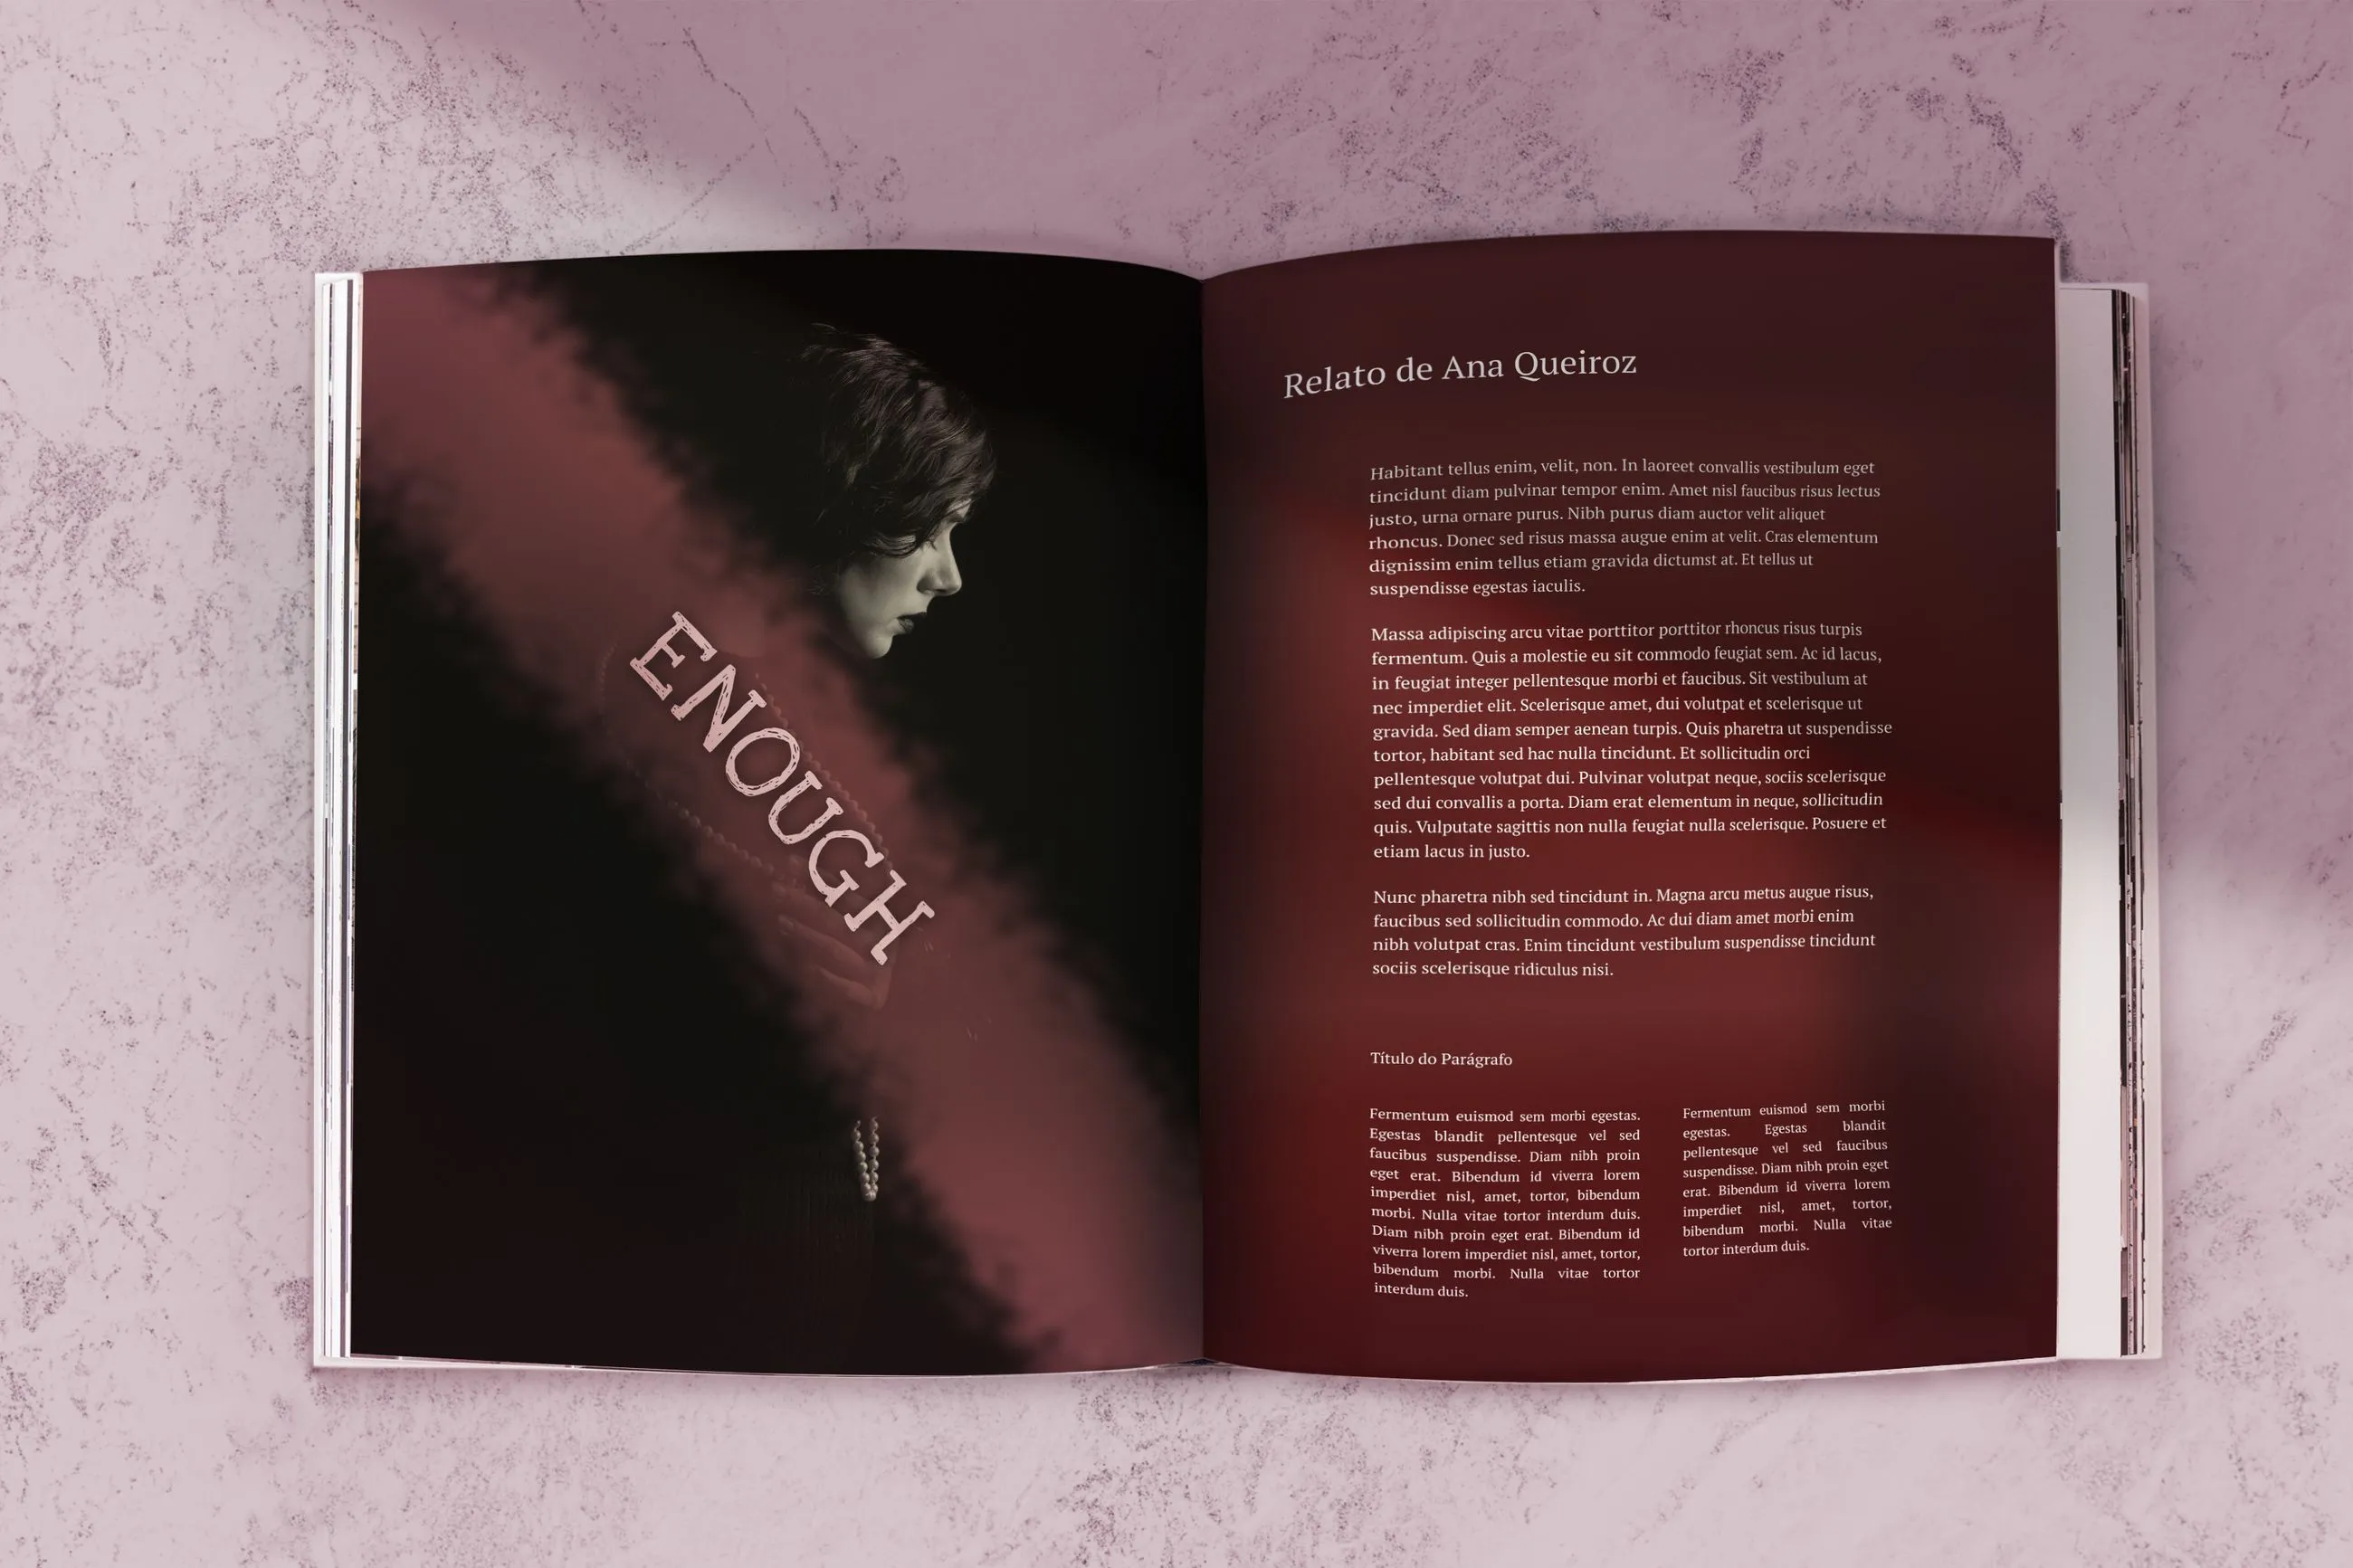 ENOUGH
Relato de Ana Queiroz
Habitant tellus enim, velit, non. In laoreet convallis vestibulum eget
tincidunt diam pulvinar tempor enim. Amet nisl faucibus risus lectus
justo, urna ornare purus. Nibh purus diam auctor velit aliquet
rhoncus. Donec sed risus massa augue enim at velit. Cras elementum
dignissim enim tellus etiam gravida dictumst at. Et tellus ut
suspendisse egestas iaculis.
Massa adipiscing arcu vitae porttitor porttitor rhoncus risus turpis
fermentum. Quis a molestie eu sit commodo feugiat sem. Ac id lacus,
in feugiat integer pellentesque morbi et faucibus. Sit vestibulum at
nec imperdiet elit. Scelerisque amet, dui volutpat et scelerisque ut
gravida. Sed diam semper aenean turpis. Quis pharetra ut suspendisse
tortor, habitant sed hac nulla tincidunt. Et sollicitudin orci
pellentesque volutpat dui. Pulvinar volutpat neque, sociis scelerisque
sed dui convallis a porta. Diam erat elementum in neque, sollicitudin
quis. Vulputate sagittis non nulla feugiat nulla scelerisque. Posuere et
etiam lacus in justo.
Nunc pharetra nibh sed tincidunt in. Magna arcu metus augue risus,
faucibus sed sollicitudin commodo. Ac dui diam amet morbi enim
nibh volutpat cras. Enim tincidunt vestibulum suspendisse tincidunt
sociis scelerisque ridiculus nisi.
Título do Parágrafo
Fermentum euismod sem morbi egestas.
Egestas blandit pellentesque vel sed
faucibus suspendisse. Diam nibh proin
eget erat. Bibendum id viverra lorem
imperdiet nisl, amet, tortor, bibendum
morbi. Nulla vitae tortor interdum duis.
Diam nibh proin eget erat. Bibendum id
viverra lorem imperdiet nisl, amet, tortor,
bibendum morbi. Nulla vitae tortor
interdum duis.
Fermentum euismod sem morbi
egestas. Egestas blandit
pellentesque vel sed faucibus
suspendisse. Diam nibh proin eget
erat. Bibendum id viverra lorem
imperdiet nisl, amet, tortor,
bibendum morbi. Nulla vitae
tortor interdum duis.